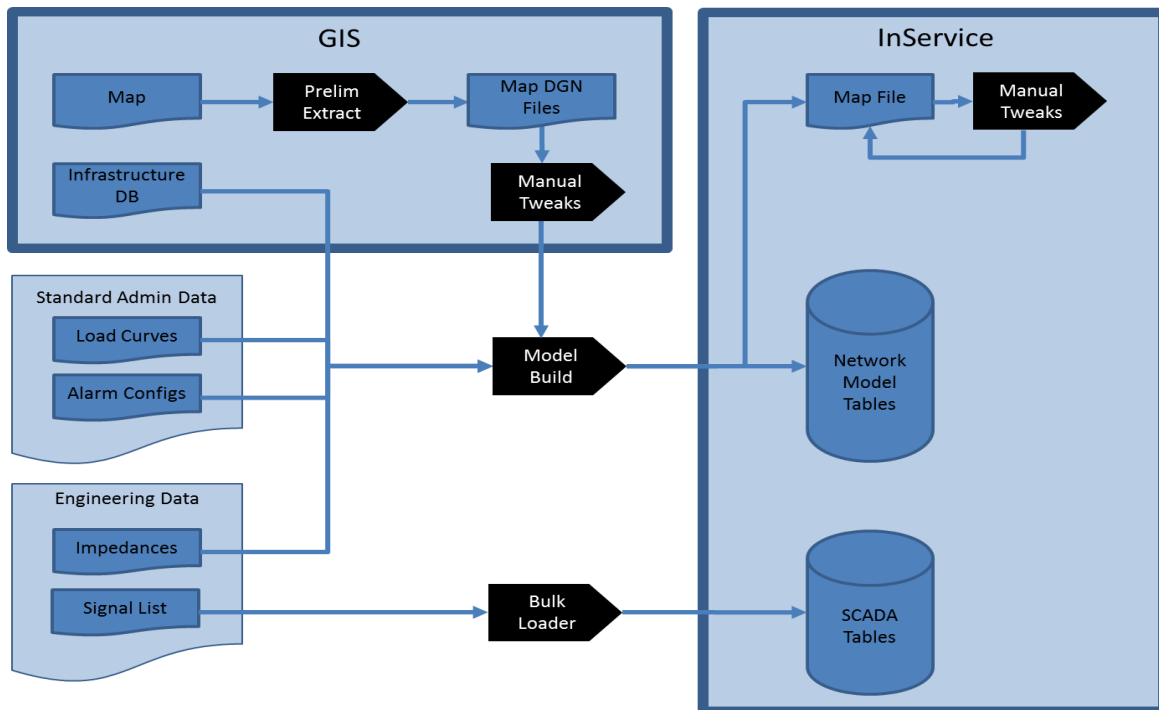 GIS
InService
Map
Prelim
Extract
Map DGN
Files
Map File
Manual
Tweaks
Infrastructure
DB
Manual
Tweaks
Standard Admin Data
Load Curves
Alarm Configs
Model
Build
Network
Model
Tables
Engineering Data
Impedances
Signal List
Bulk
Loader
SCADA
Tables